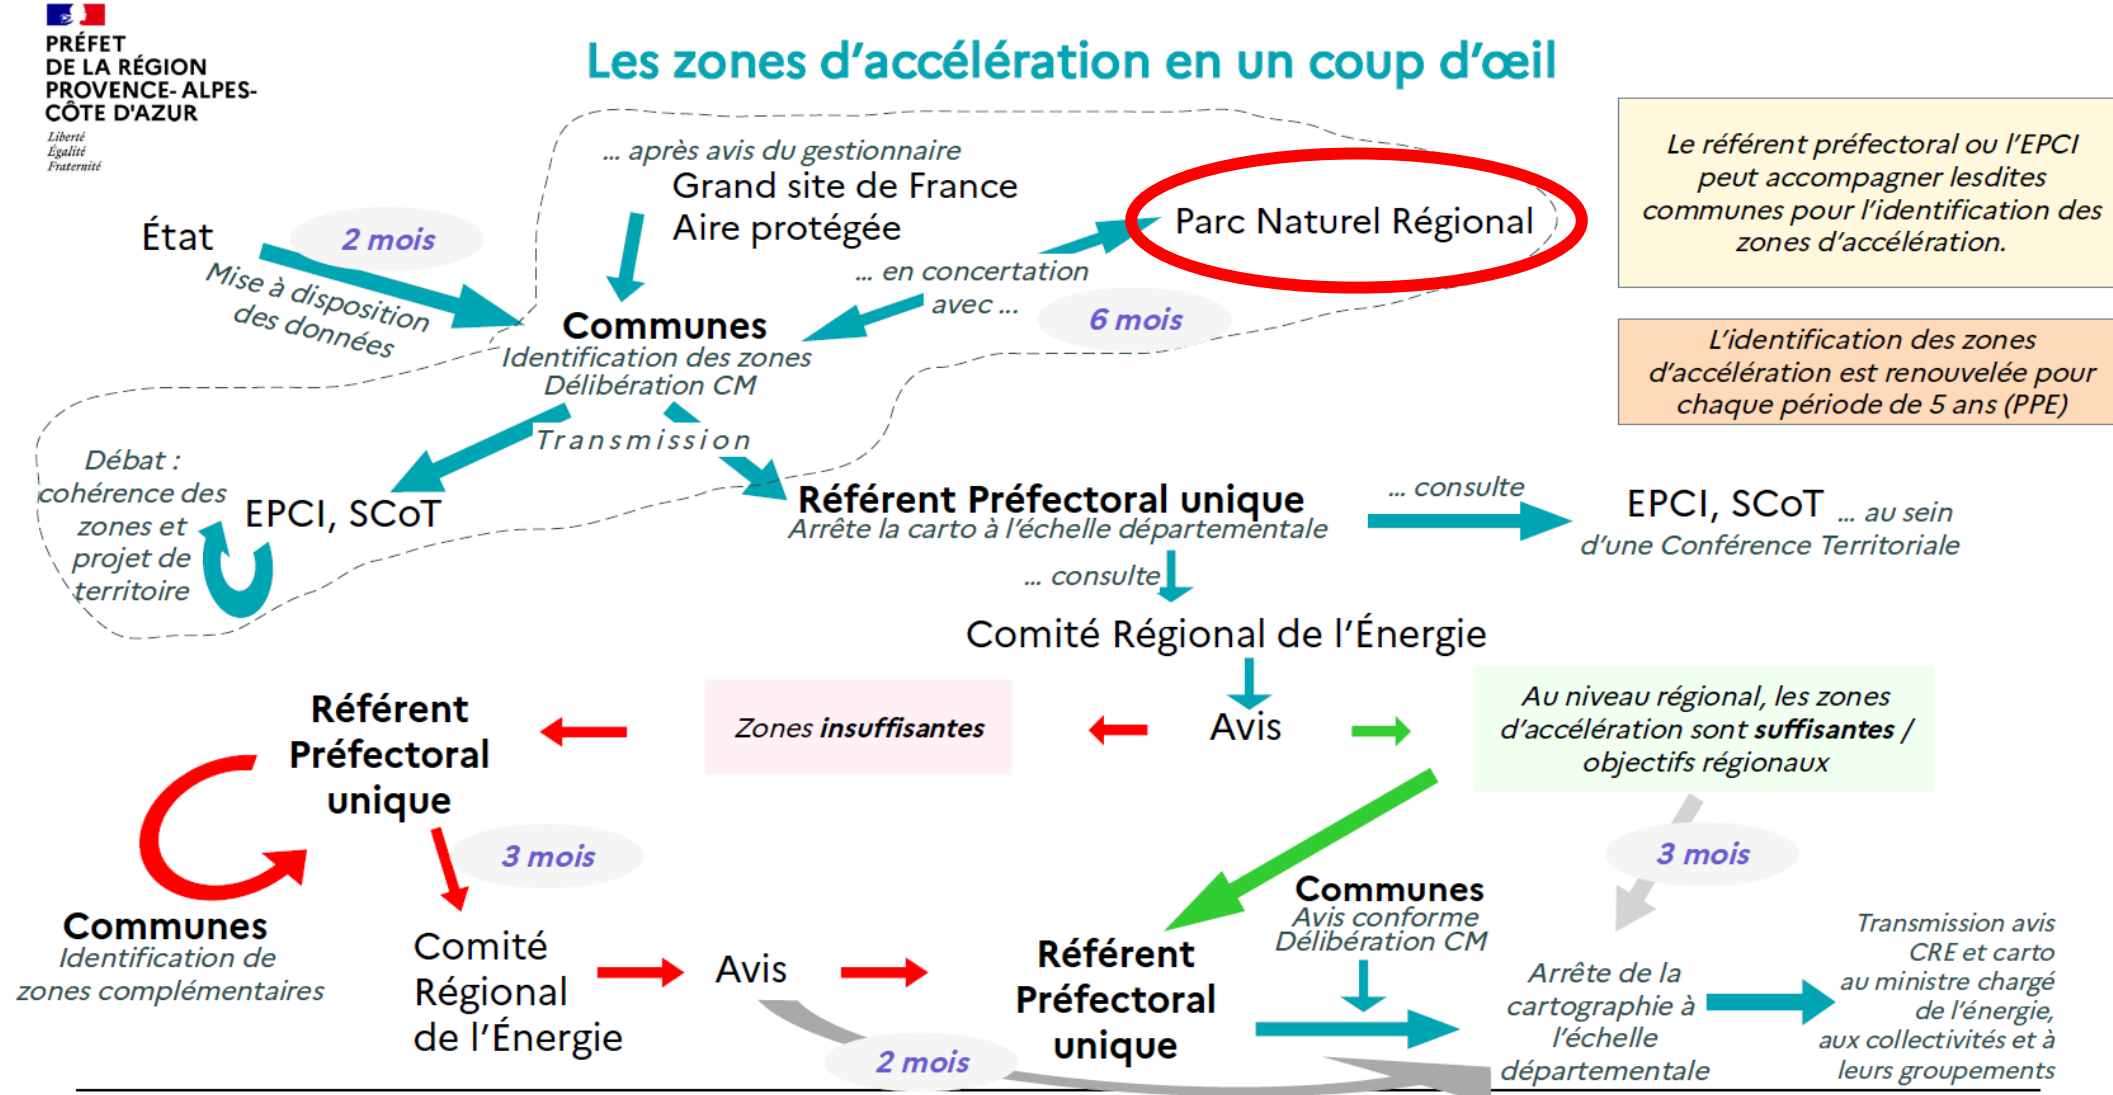 PRÉFET
DE LA RÉGION
PROVENCE- ALPES-
CÔTE D'AZUR
Liberté
Égalité
Fraternité
Les zones d'accélération en un coup d'œil
... après avis du gestionnaire
Grand site de France
Aire protégée
Parc Naturel Régional
Le référent préfectoral ou l'EPCI
peut accompagner lesdites
communes pour l'identification des
zones d'accélération.
État
2 mois
Mise à disposition
des données
... en concertation
avec ...
6 mois
Communes
Identification des zones
Délibération CM
L'identification des zones
d'accélération est renouvelée pour
chaque période de 5 ans (PPE)
Transmission
Débat :
cohérence des
zones et
projet de
territoire
EPCI, SCoT
Référent Préfectoral unique
Arrête la carto à l'échelle départementale
... consulte
EPCI, SCoT ... au sein
d'une Conférence Territoriale
... consulte
Comité Régional de l'Énergie
Avis
Zones insuffisantes
Au niveau régional, les zones
d'accélération sont suffisantes /
objectifs régionaux
Référent
Préfectoral
unique
3 mois
3 mois
Communes
Identification de
zones complémentaires
Comité
Régional
de l'Énergie
Avis
2 mois
Référent
Préfectoral
unique
Communes
Avis conforme
Délibération CM
Arrête de la
cartographie à
l'échelle
départementale
Transmission avis
CRE et carto
au ministre chargé
de l'énergie,
aux collectivités et à
leurs groupements